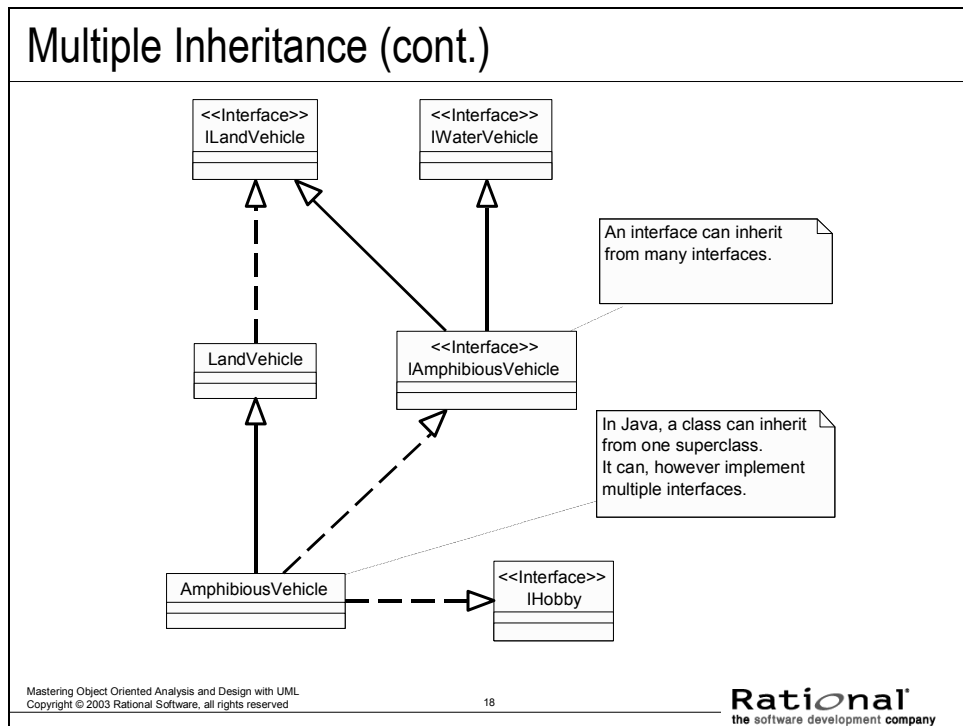 Multiple Inheritance (cont.)
<<Interface>>
ILandVehicle
<<Interface>>
IWaterVehicle
An interface can inherit
from many interfaces.
LandVehicle
<<Interface>>
IAmphibiousVehicle
In Java, a class can inherit
from one superclass.
It can, however implement
multiple interfaces.
AmphibiousVehicle
<<Interface>>
IHobby
Mastering Object Oriented Analysis and Design with UML
Copyright © 2003 Rational Software, all rights reserved
18
Rational
the software development company